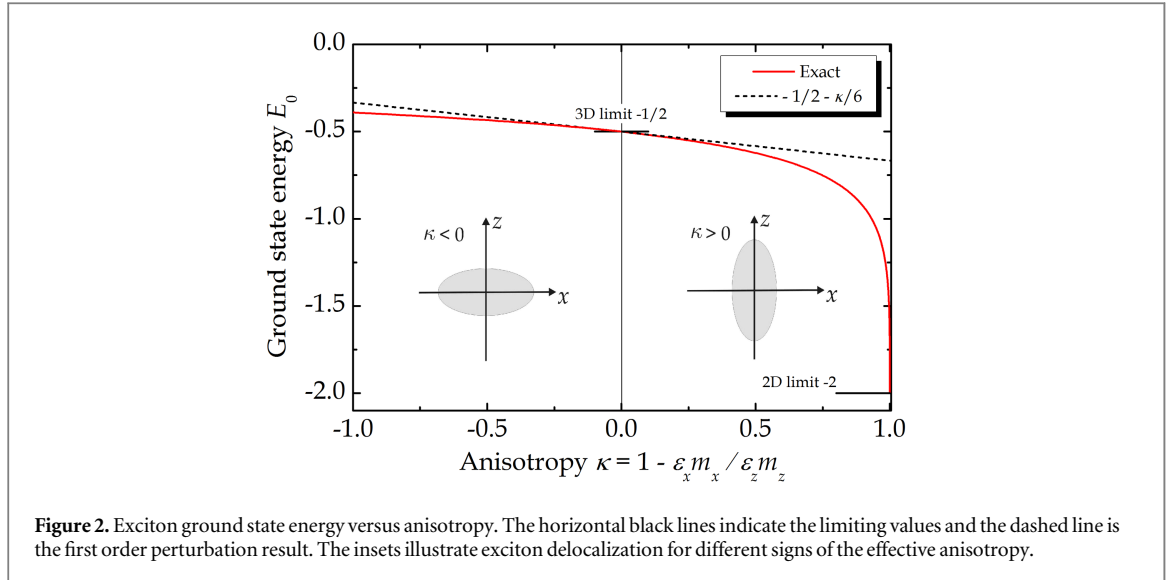 0.0
-0.5
-1.0
-1.5
-2.0
Ground state energy E₀
Exact
- 1/2 - κ/6
3D limit -1/2
κ < 0
z
x
κ > 0
z
x
2D limit -2
-1.0 -0.5 0.0 0.5 1.0
Anisotropy κ = 1 - εₓmₓ / ε_z m_z
Figure 2. Exciton ground state energy versus anisotropy. The horizontal black lines indicate the limiting values and the dashed line is
the first order perturbation result. The insets illustrate exciton delocalization for different signs of the effective anisotropy.